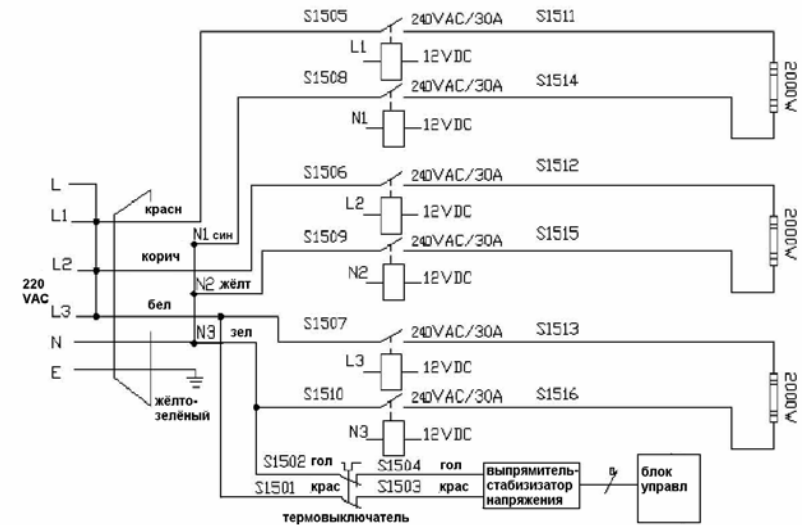 S1505 240VAC/30A S1511
L1 12VDC
S1508 240VAC/30A S1514
N1 12VDC
2000W
S1506 240VAC/30A S1512
L2 12VDC
S1509 240VAC/30A S1515
N2 12VDC
2000W
S1507 240VAC/30A S1513
L3 12VDC
S1510 240VAC/30A S1516
N3 12VDC
2000W
L
L1 красн
N1 син
L2 корич
N2 жёлт
220
VAC
L3 бел
N N3 зел
E
жёлто-
зелёный
S1502 гол S1504 гол
S1501 крас S1503 крас
термовыключатель
выпрямитель-
стабизизатор
напряжения
блок
управл